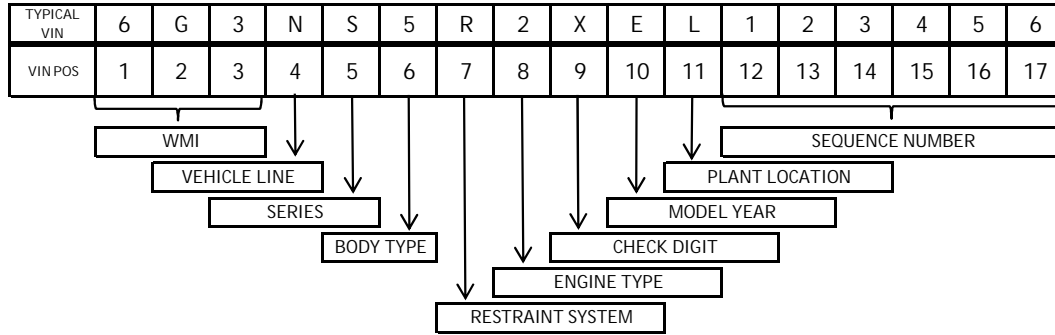 TYPICAL VIN 6 G 3 N S 5 R 2 X E L 1 2 3 4 5 6
VIN POS 1 2 3 4 5 6 7 8 9 10 11 12 13 14 15 16 17
WMI SEQUENCE NUMBER
VEHICLE LINE PLANT LOCATION
SERIES MODEL YEAR
BODY TYPE CHECK DIGIT
ENGINE TYPE
RESTRAINT SYSTEM